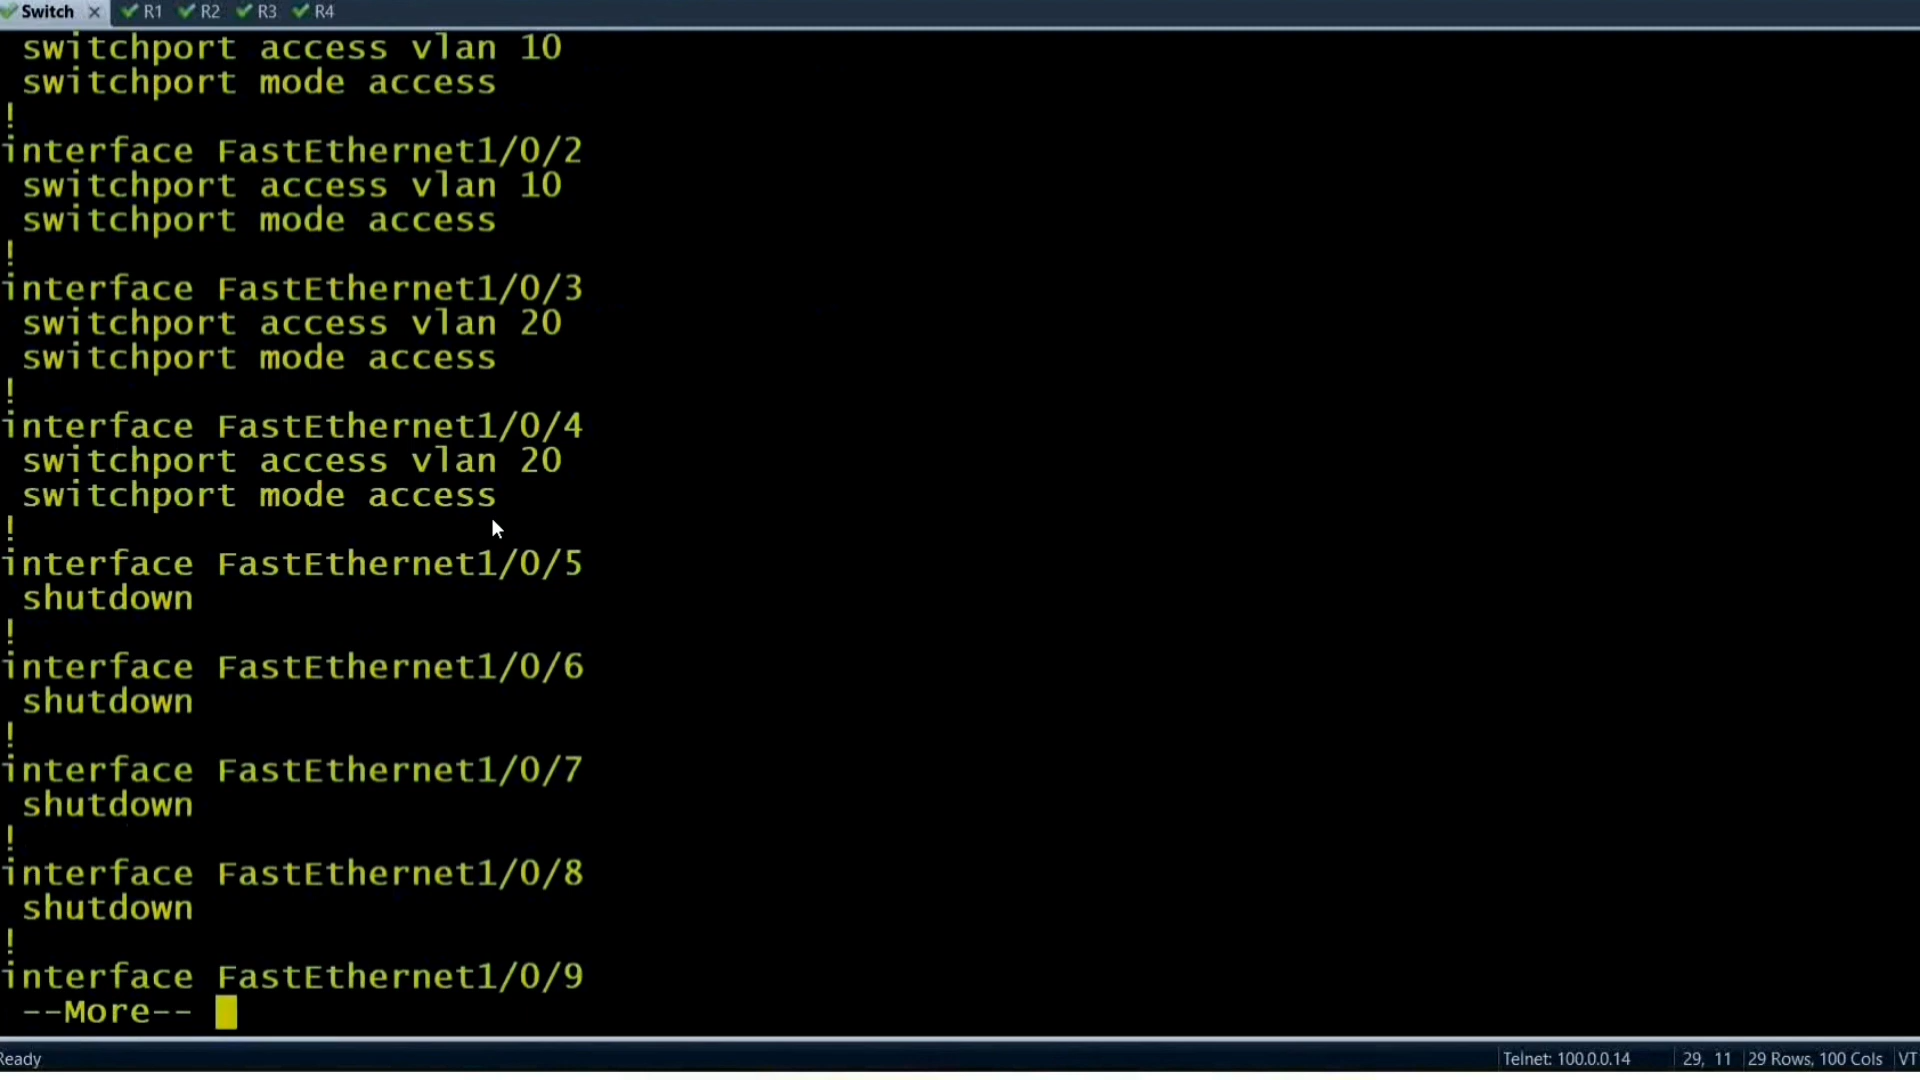 Switch × R1 R2 R3 R4
switchport access vlan 10
switchport mode access
!
interface FastEthernet1/0/2
switchport access vlan 10
switchport mode access
!
interface FastEthernet1/0/3
switchport access vlan 20
switchport mode access
!
interface FastEthernet1/0/4
switchport access vlan 20
switchport mode access
!
interface FastEthernet1/0/5
shutdown
!
interface FastEthernet1/0/6
shutdown
!
interface FastEthernet1/0/7
shutdown
!
interface FastEthernet1/0/8
shutdown
!
interface FastEthernet1/0/9
--More--
Ready Telnet: 100.0.0.14 29, 11 29 Rows, 100 Cols VT